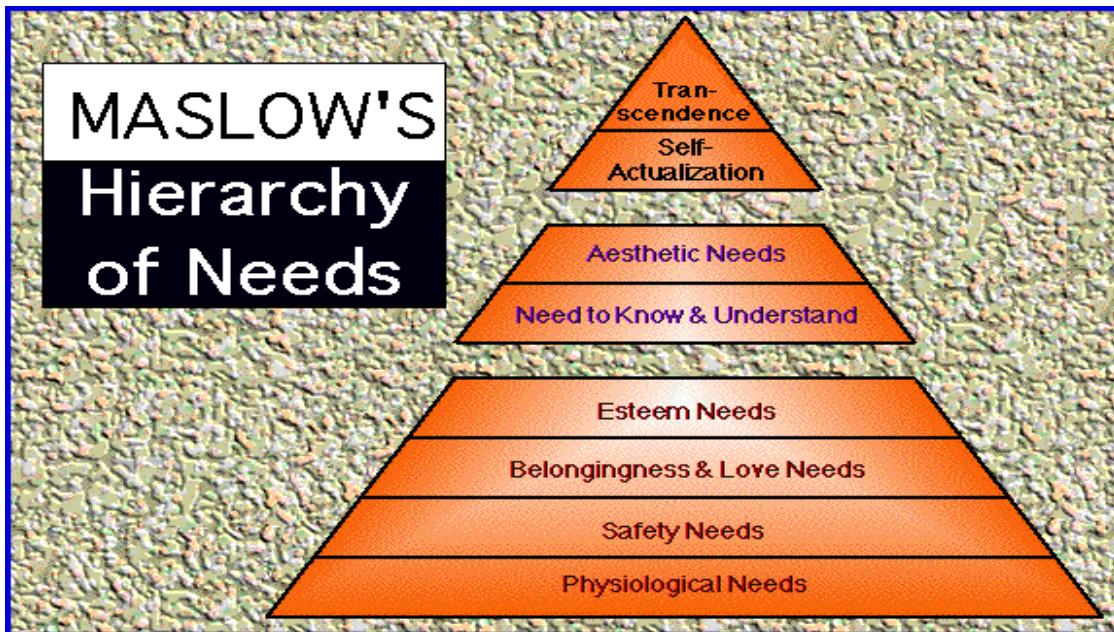 MASLOW'S
Hierarchy
of Needs
Tran-
scendence
Self-
Actualization
Aesthetic Needs
Need to Know & Understand
Esteem Needs
Belongingness & Love Needs
Safety Needs
Physiological Needs